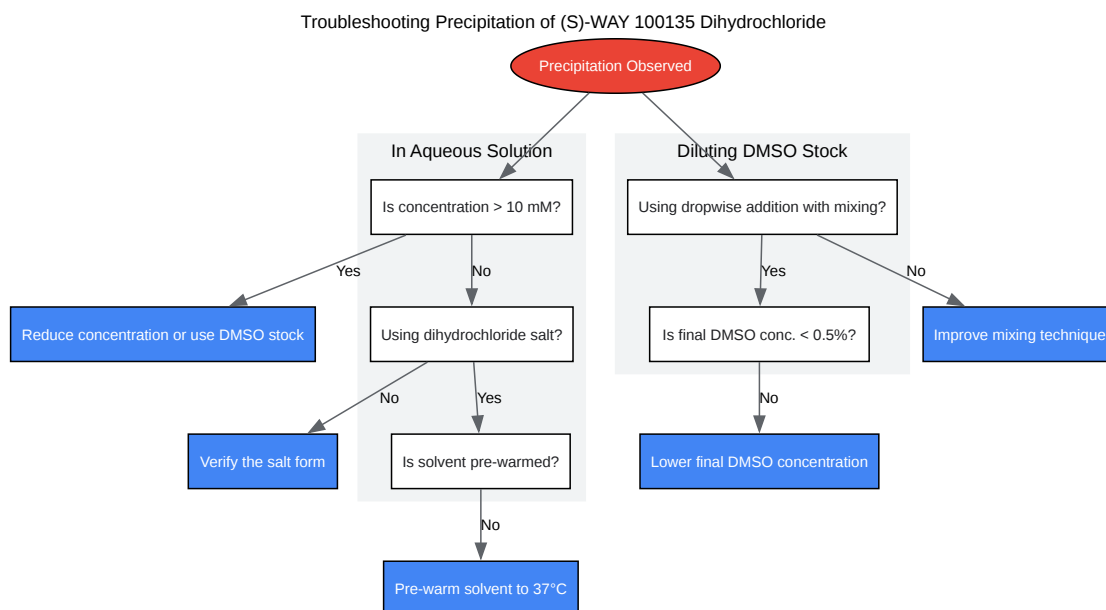 Troubleshooting Precipitation of (S)-WAY 100135 Dihydrochloride
Precipitation Observed
In Aqueous Solution
Diluting DMSO Stock
Is concentration > 10 mM?
Using dropwise addition with mixing?
Yes
No
Yes
No
Reduce concentration or use DMSO stock
Using dihydrochloride salt?
Is final DMSO conc. < 0.5%?
Improve mixing technique
No
Yes
No
Verify the salt form
Is solvent pre-warmed?
Lower final DMSO concentration
No
Pre-warm solvent to 37°C